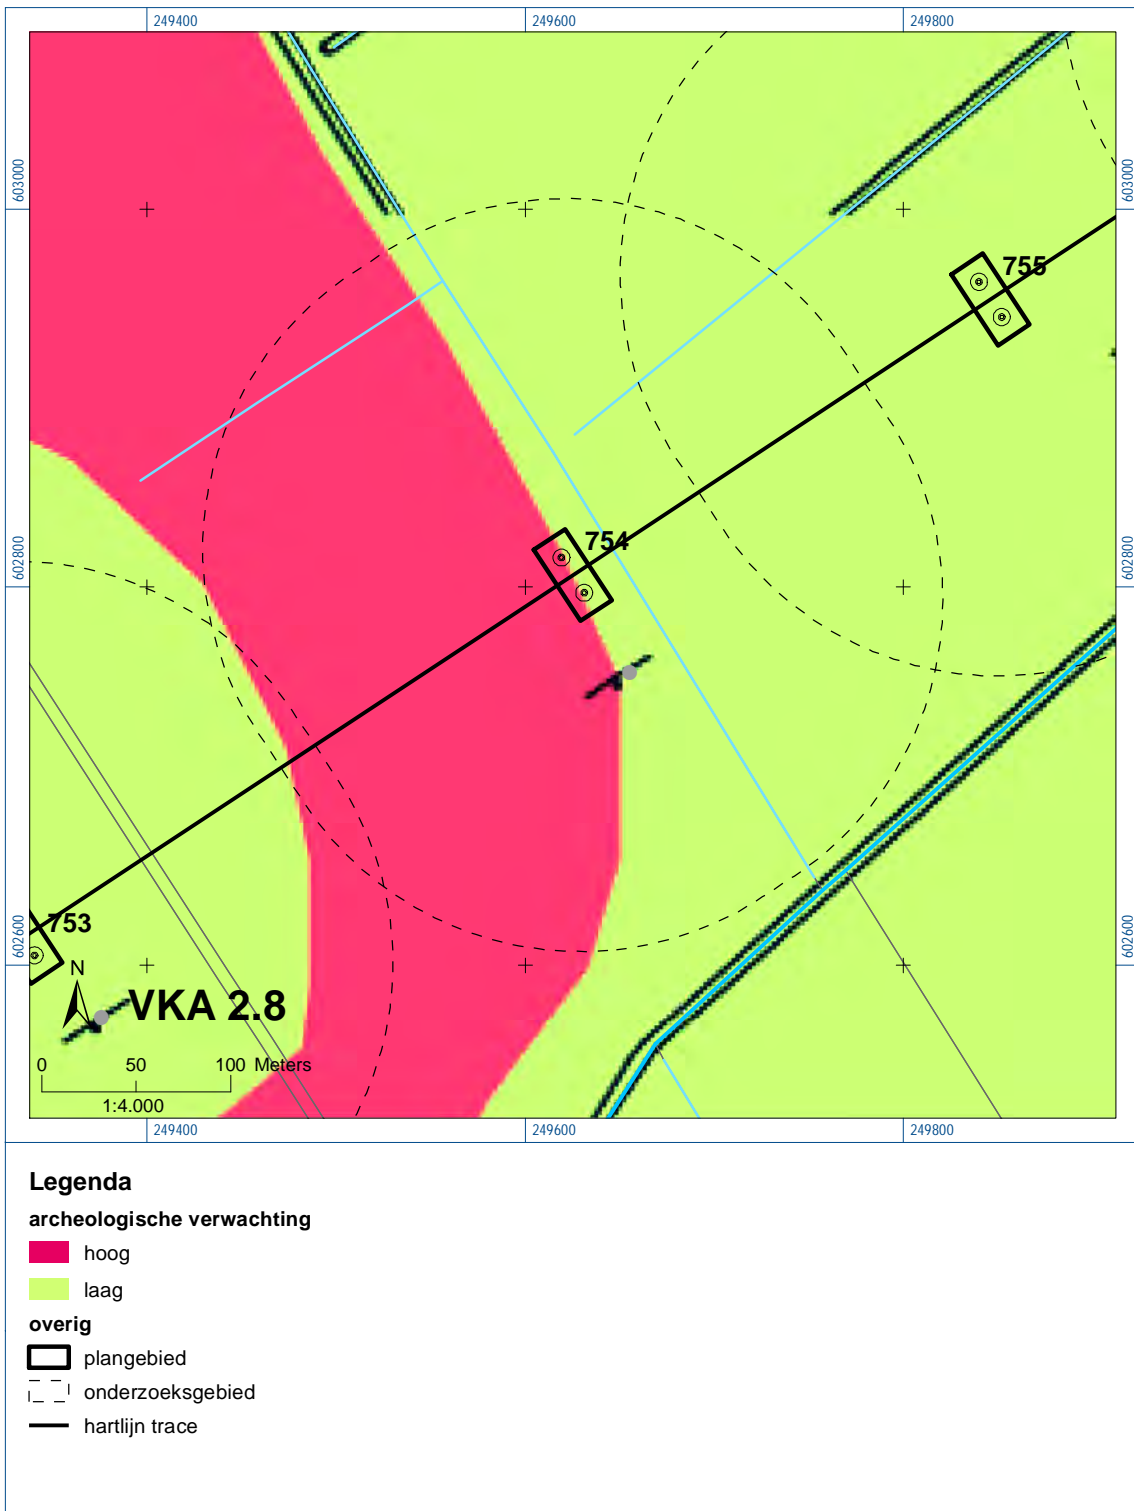 249400 249600 249800
603000 603000
755
754
602800 602800
753
602600 602600
N
VKA 2.8
0 50 100 Meters
1:4.000
249400 249600 249800
Legenda
archeologische verwachting
hoog
laag
overig
plangebied
onderzoeksgebied
hartlijn trace